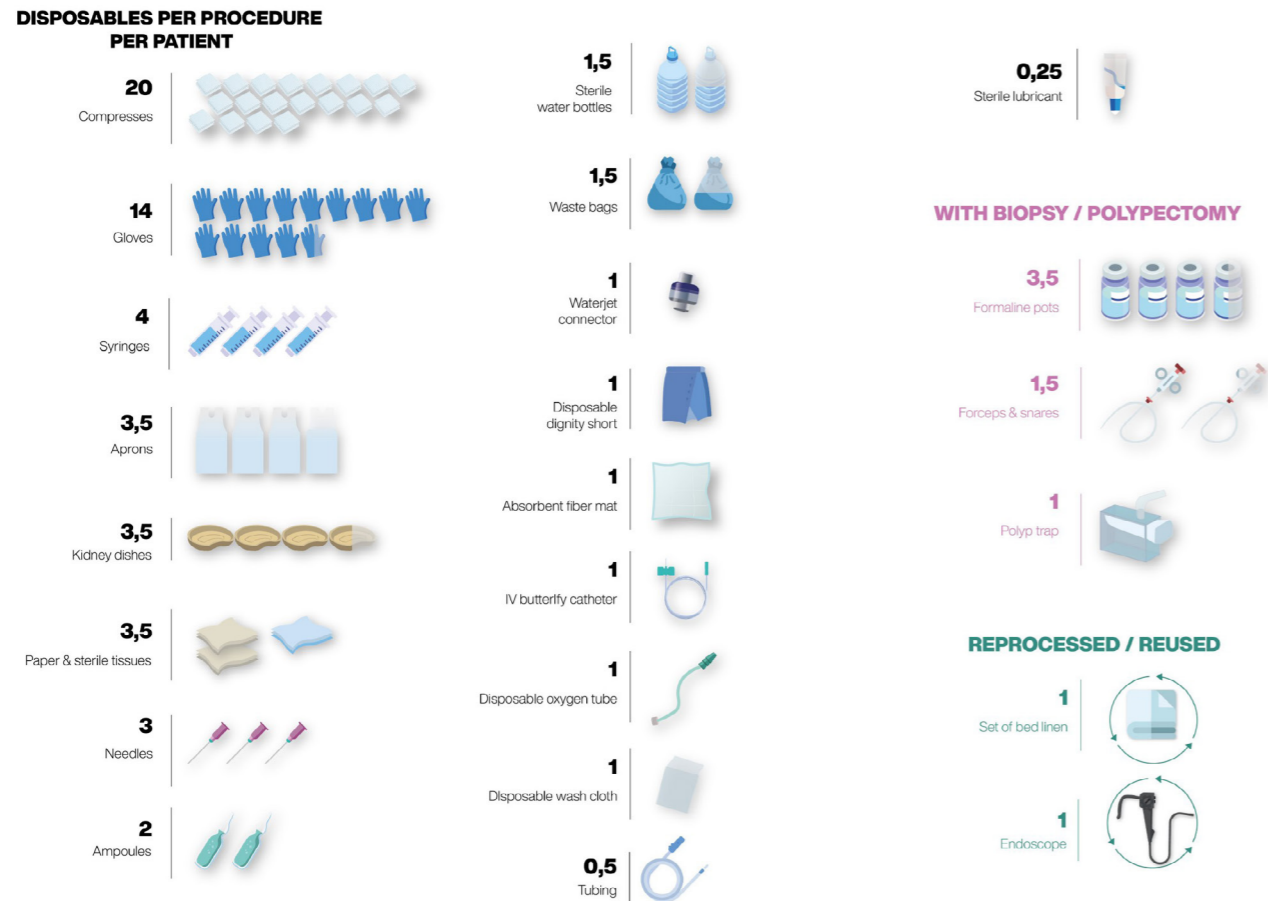 DISPOSABLES PER PROCEDURE
PER PATIENT
20
Compresses
14
Gloves
4
Syringes
3,5
Aprons
3,5
Kidney dishes
3,5
Paper & sterile tissues
3
Needles
2
Ampoules
1,5
Sterile
water bottles
1,5
Waste bags
1
Waterjet
connector
1
Disposable
dignity short
1
Absorbent fiber mat
1
IV butterlfy catheter
1
Disposable oxygen tube
1
Disposable wash cloth
0,5
Tubing
0,25
Sterile lubricant
WITH BIOPSY / POLYPECTOMY
3,5
Formaline pots
1,5
Forceps & snares
1
Polyp trap
REPROCESSED / REUSED
1
Set of bed linen
1
Endoscope